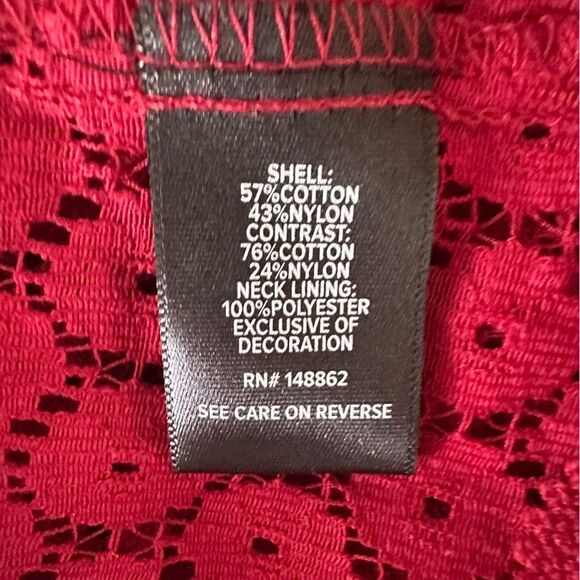 SHELL:
57%COTTON
43%NYLON
CONTRAST:
76%COTTON
24%NYLON
NECK LINING:
100%POLYESTER
EXCLUSIVE OF
DECORATION
RN# 148862
SEE CARE ON REVERSE